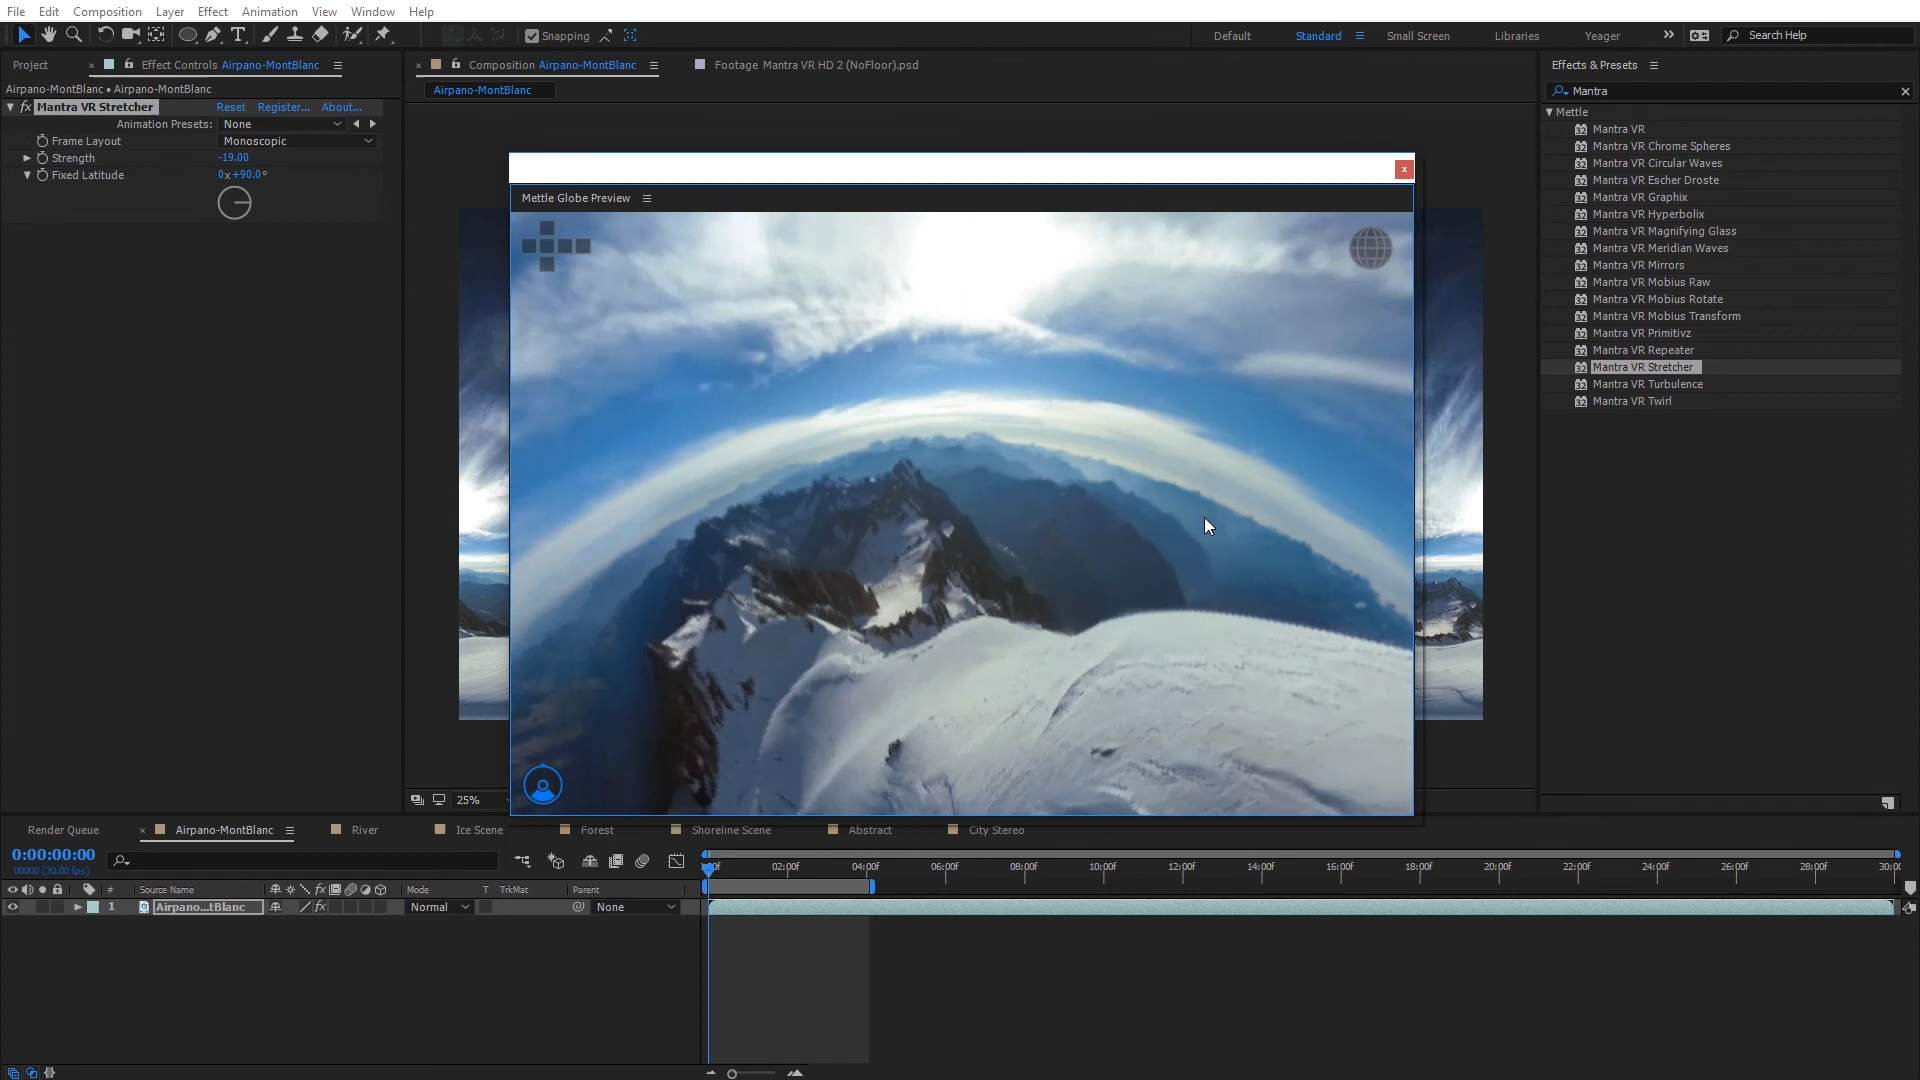 File Edit Composition Layer Effect Animation View Window Help
Snapping
Default Standard Small Screen Libraries Yeager Search Help
Project Effect Controls Airpano-MontBlanc
Composition Airpano-MontBlanc
Footage Mantra VR HD 2 (NoFloor).psd
Effects & Presets
Airpano-MontBlanc • Airpano-MontBlanc
Airpano-MontBlanc
Mantra
fx Mantra VR Stretcher Reset Register... About...
Animation Presets: None
Frame Layout Monoscopic
Strength -19.00
Fixed Latitude 0x+90.0°
Mettle
Mantra VR
Mantra VR Chrome Spheres
Mantra VR Circular Waves
Mantra VR Escher Droste
Mantra VR Graphix
Mantra VR Hyperbolix
Mantra VR Magnifying Glass
Mantra VR Meridian Waves
Mantra VR Mirrors
Mantra VR Mobius Raw
Mantra VR Mobius Rotate
Mantra VR Mobius Transform
Mantra VR Primitivz
Mantra VR Repeater
Mantra VR Stretcher
Mantra VR Turbulence
Mantra VR Twirl
Mettle Globe Preview
25%
Render Queue Airpano-MontBlanc River Ice Scene Forest Shoreline Scene Abstract City Stereo
0:00:00:00
00000 (30.00 fps)
02:00f 04:00f 06:00f 08:00f 10:00f 12:00f 14:00f 16:00f 18:00f 20:00f 22:00f 24:00f 26:00f 28:00f
# Source Name Mode T TrkMat Parent
1 Airpano...tBlanc Normal None